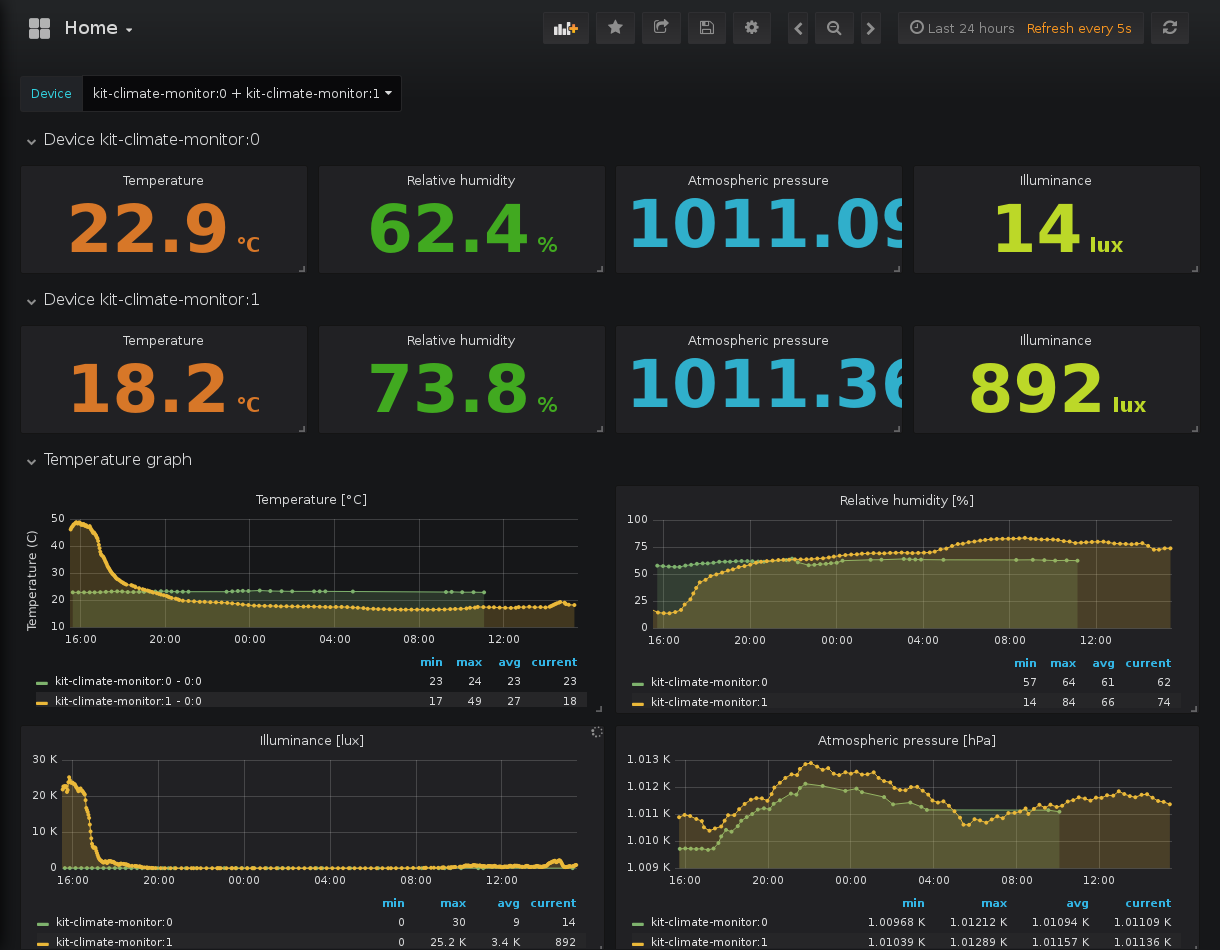 Home
Last 24 hours Refresh every 5s
Device kit-climate-monitor:0 + kit-climate-monitor:1
Device kit-climate-monitor:0
Temperature Relative humidity Atmospheric pressure Illuminance
22.9 °C 62.4 % 1011.09 14 lux
Device kit-climate-monitor:1
Temperature Relative humidity Atmospheric pressure Illuminance
18.2 °C 73.8 % 1011.36 892 lux
Temperature graph
Temperature [°C]
Temperature (C)
50
40
30
20
10
16:00 20:00 00:00 04:00 08:00 12:00
min max avg current
kit-climate-monitor:0 - 0:0 23 24 23 23
kit-climate-monitor:1 - 0:0 17 49 27 18
Relative humidity [%]
100
75
50
25
0
16:00 20:00 00:00 04:00 08:00 12:00
min max avg current
kit-climate-monitor:0 57 64 61 62
kit-climate-monitor:1 14 84 66 74
Illuminance [lux]
30 K
20 K
10 K
0
16:00 20:00 00:00 04:00 08:00 12:00
min max avg current
kit-climate-monitor:0 0 30 9 14
kit-climate-monitor:1 0 25.2 K 3.4 K 892
Atmospheric pressure [hPa]
1.013 K
1.012 K
1.011 K
1.010 K
1.009 K
16:00 20:00 00:00 04:00 08:00 12:00
min max avg current
kit-climate-monitor:0 1.00968 K 1.01212 K 1.01094 K 1.01109 K
kit-climate-monitor:1 1.01039 K 1.01289 K 1.01157 K 1.01136 K